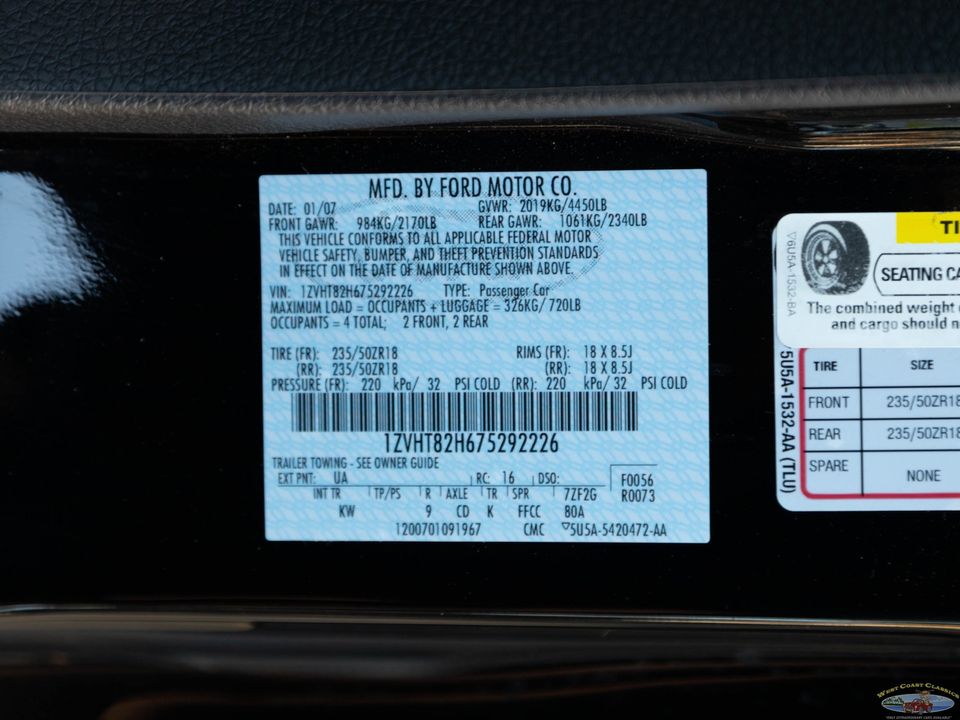 MFD. BY FORD MOTOR CO.
DATE: 01/07 GVWR: 2019KG/4450LB
FRONT GAWR: 984KG/2170LB REAR GAWR: 1061KG/2340LB
THIS VEHICLE CONFORMS TO ALL APPLICABLE FEDERAL MOTOR
VEHICLE SAFETY, BUMPER, AND THEFT PREVENTION STANDARDS
IN EFFECT ON THE DATE OF MANUFACTURE SHOWN ABOVE.
VIN: 1ZVHT82H675292226 TYPE: Passenger Car
MAXIMUM LOAD = OCCUPANTS + LUGGAGE = 326KG/ 720LB
OCCUPANTS = 4 TOTAL; 2 FRONT, 2 REAR
TIRE (FR): 235/50ZR18 RIMS (FR): 18 X 8.5J
(RR): 235/50ZR18 (RR): 18 X 8.5J
PRESSURE (FR): 220 kPa/ 32 PSI COLD (RR): 220 kPa/ 32 PSI COLD
1ZVHT82H675292226
TRAILER TOWING - SEE OWNER GUIDE
EXT PNT: UA RC: 16 DSO: F0056
INT TR TP/PS R AXLE TR SPR 7ZF2G R0073
KW 9 CD K FFCC 80A
1200701091967 CMC ▽5U5A-5420472-AA
▽6U5A-1532-BA
TI
SEATING CA
The combined weight
and cargo should n
5U5A-1532-AA (TLU)
TIRE SIZE
FRONT 235/50ZR18
REAR 235/50ZR18
SPARE NONE
WEST COAST CLASSICS